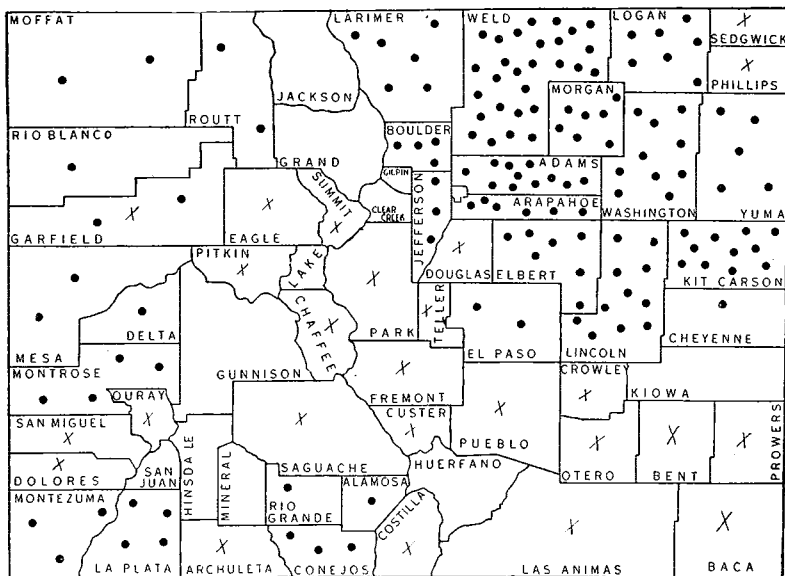 MOFFAT
LARIMER
WELD
LOGAN
SEDGWICK
PHILLIPS
JACKSON
MORGAN
ROUTT
RIO BLANCO
BOULDER
GRAND
ADAMS
GILPIN
SUMMIT
CLEAR
CREEK
JEFFERSON
ARAPAHOE
WASHINGTON
YUMA
GARFIELD
EAGLE
PITKIN
LAKE
DOUGLAS
ELBERT
KIT CARSON
DELTA
CHAFFEE
PARK
TELLER
CHEYENNE
MESA
EL PASO
LINCOLN
MONTROSE
GUNNISON
CROWLEY
OURAY
FREMONT
KIOWA
CUSTER
SAN MIGUEL
PUEBLO
PROWERS
HINSDALE
MINERAL
SAGUACHE
HUERFANO
OTERO
BENT
DOLORES
SAN
JUAN
ALAMOSA
MONTEZUMA
RIO
GRANDE
COSTILLA
LA PLATA
ARCHULETA
CONEJOS
LAS ANIMAS
BACA